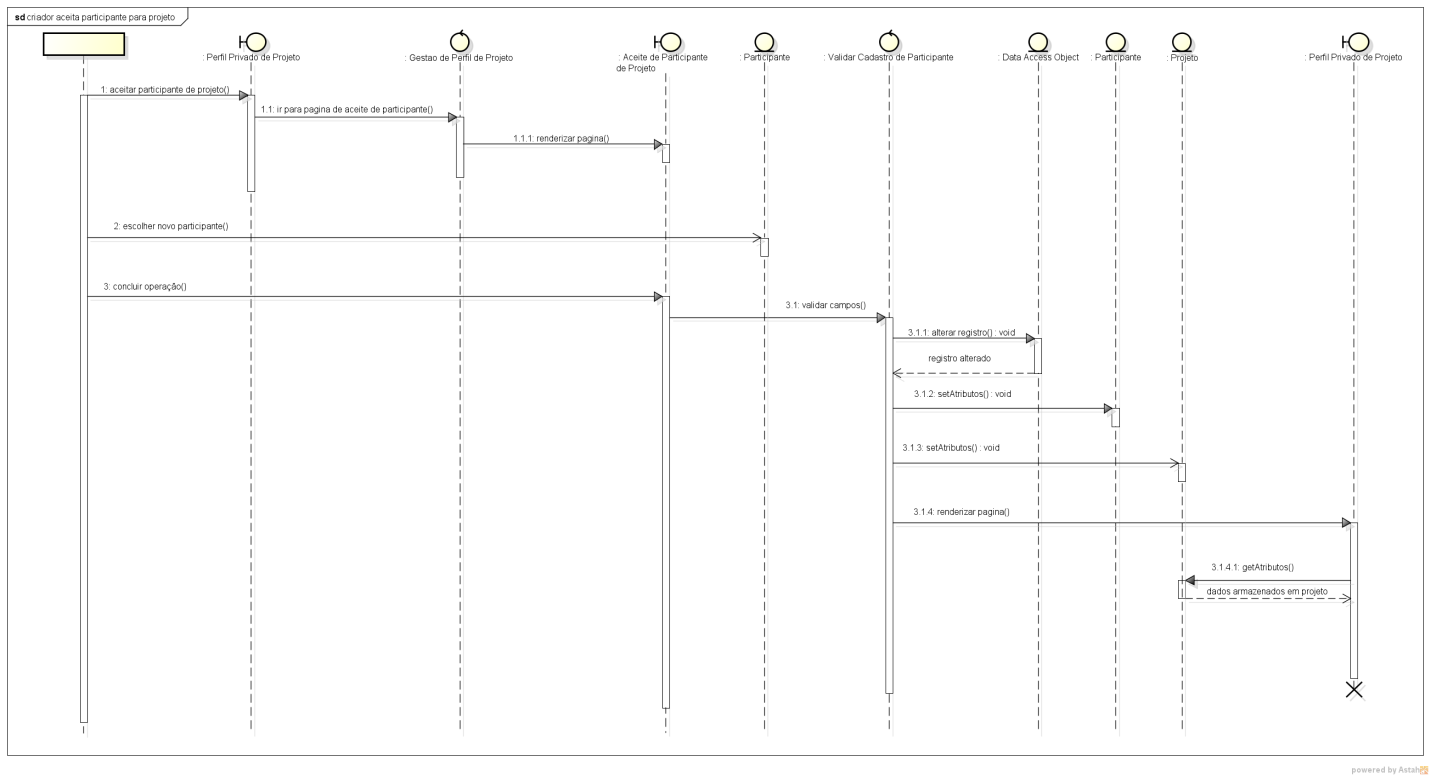 sd criador aceita participante para projeto
: Perfil Privado de Projeto
: Gestao de Perfil de Projeto
: Aceite de Participante
de Projeto
: Participante
: Validar Cadastro de Participante
: Data Access Object
: Participante
: Projeto
: Perfil Privado de Projeto
1: aceitar participante de projeto()
1.1: ir para pagina de aceite de participante()
1.1.1: renderizar pagina()
2: escolher novo participante()
3: concluir operação()
3.1: validar campos()
3.1.1: alterar registro() : void
registro alterado
3.1.2: setAtributos() : void
3.1.3: setAtributos() : void
3.1.4: renderizar pagina()
3.1.4.1: getAtributos()
dados armazenados em projeto
powered by Astah